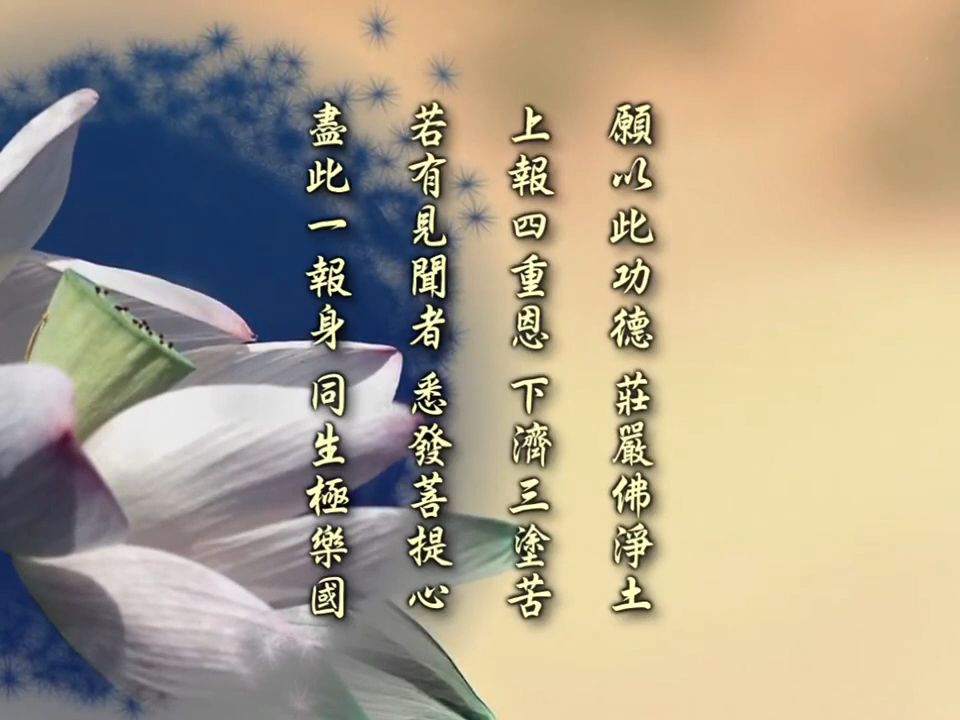 願以此功德 莊嚴佛淨土
上報四重恩 下濟三塗苦
若有見聞者 悉發菩提心
盡此一報身 同生極樂國